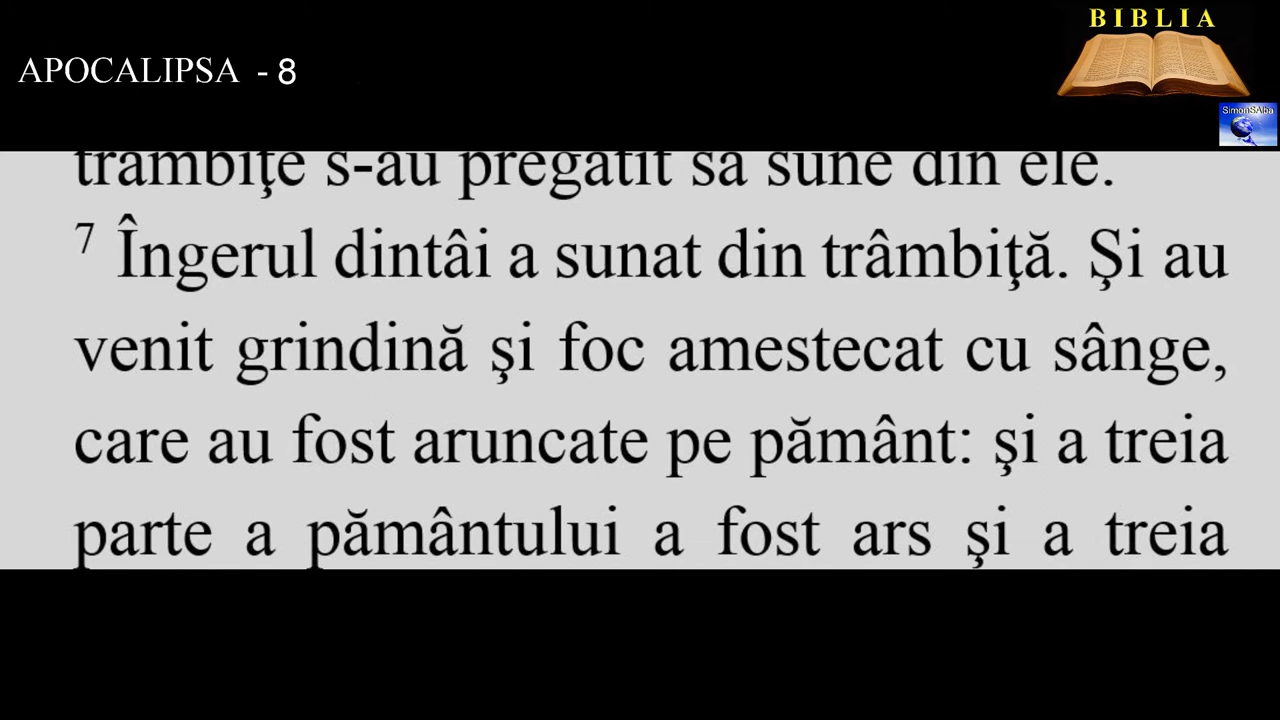 BIBLIA
APOCALIPSA - 8
SimonSAlba
trâmbiţe s-au pregătit să sune din ele.
7 Îngerul dintâi a sunat din trâmbiţă. Şi au
venit grindină şi foc amestecat cu sânge,
care au fost aruncate pe pământ: şi a treia
parte a pământului a fost ars şi a treia